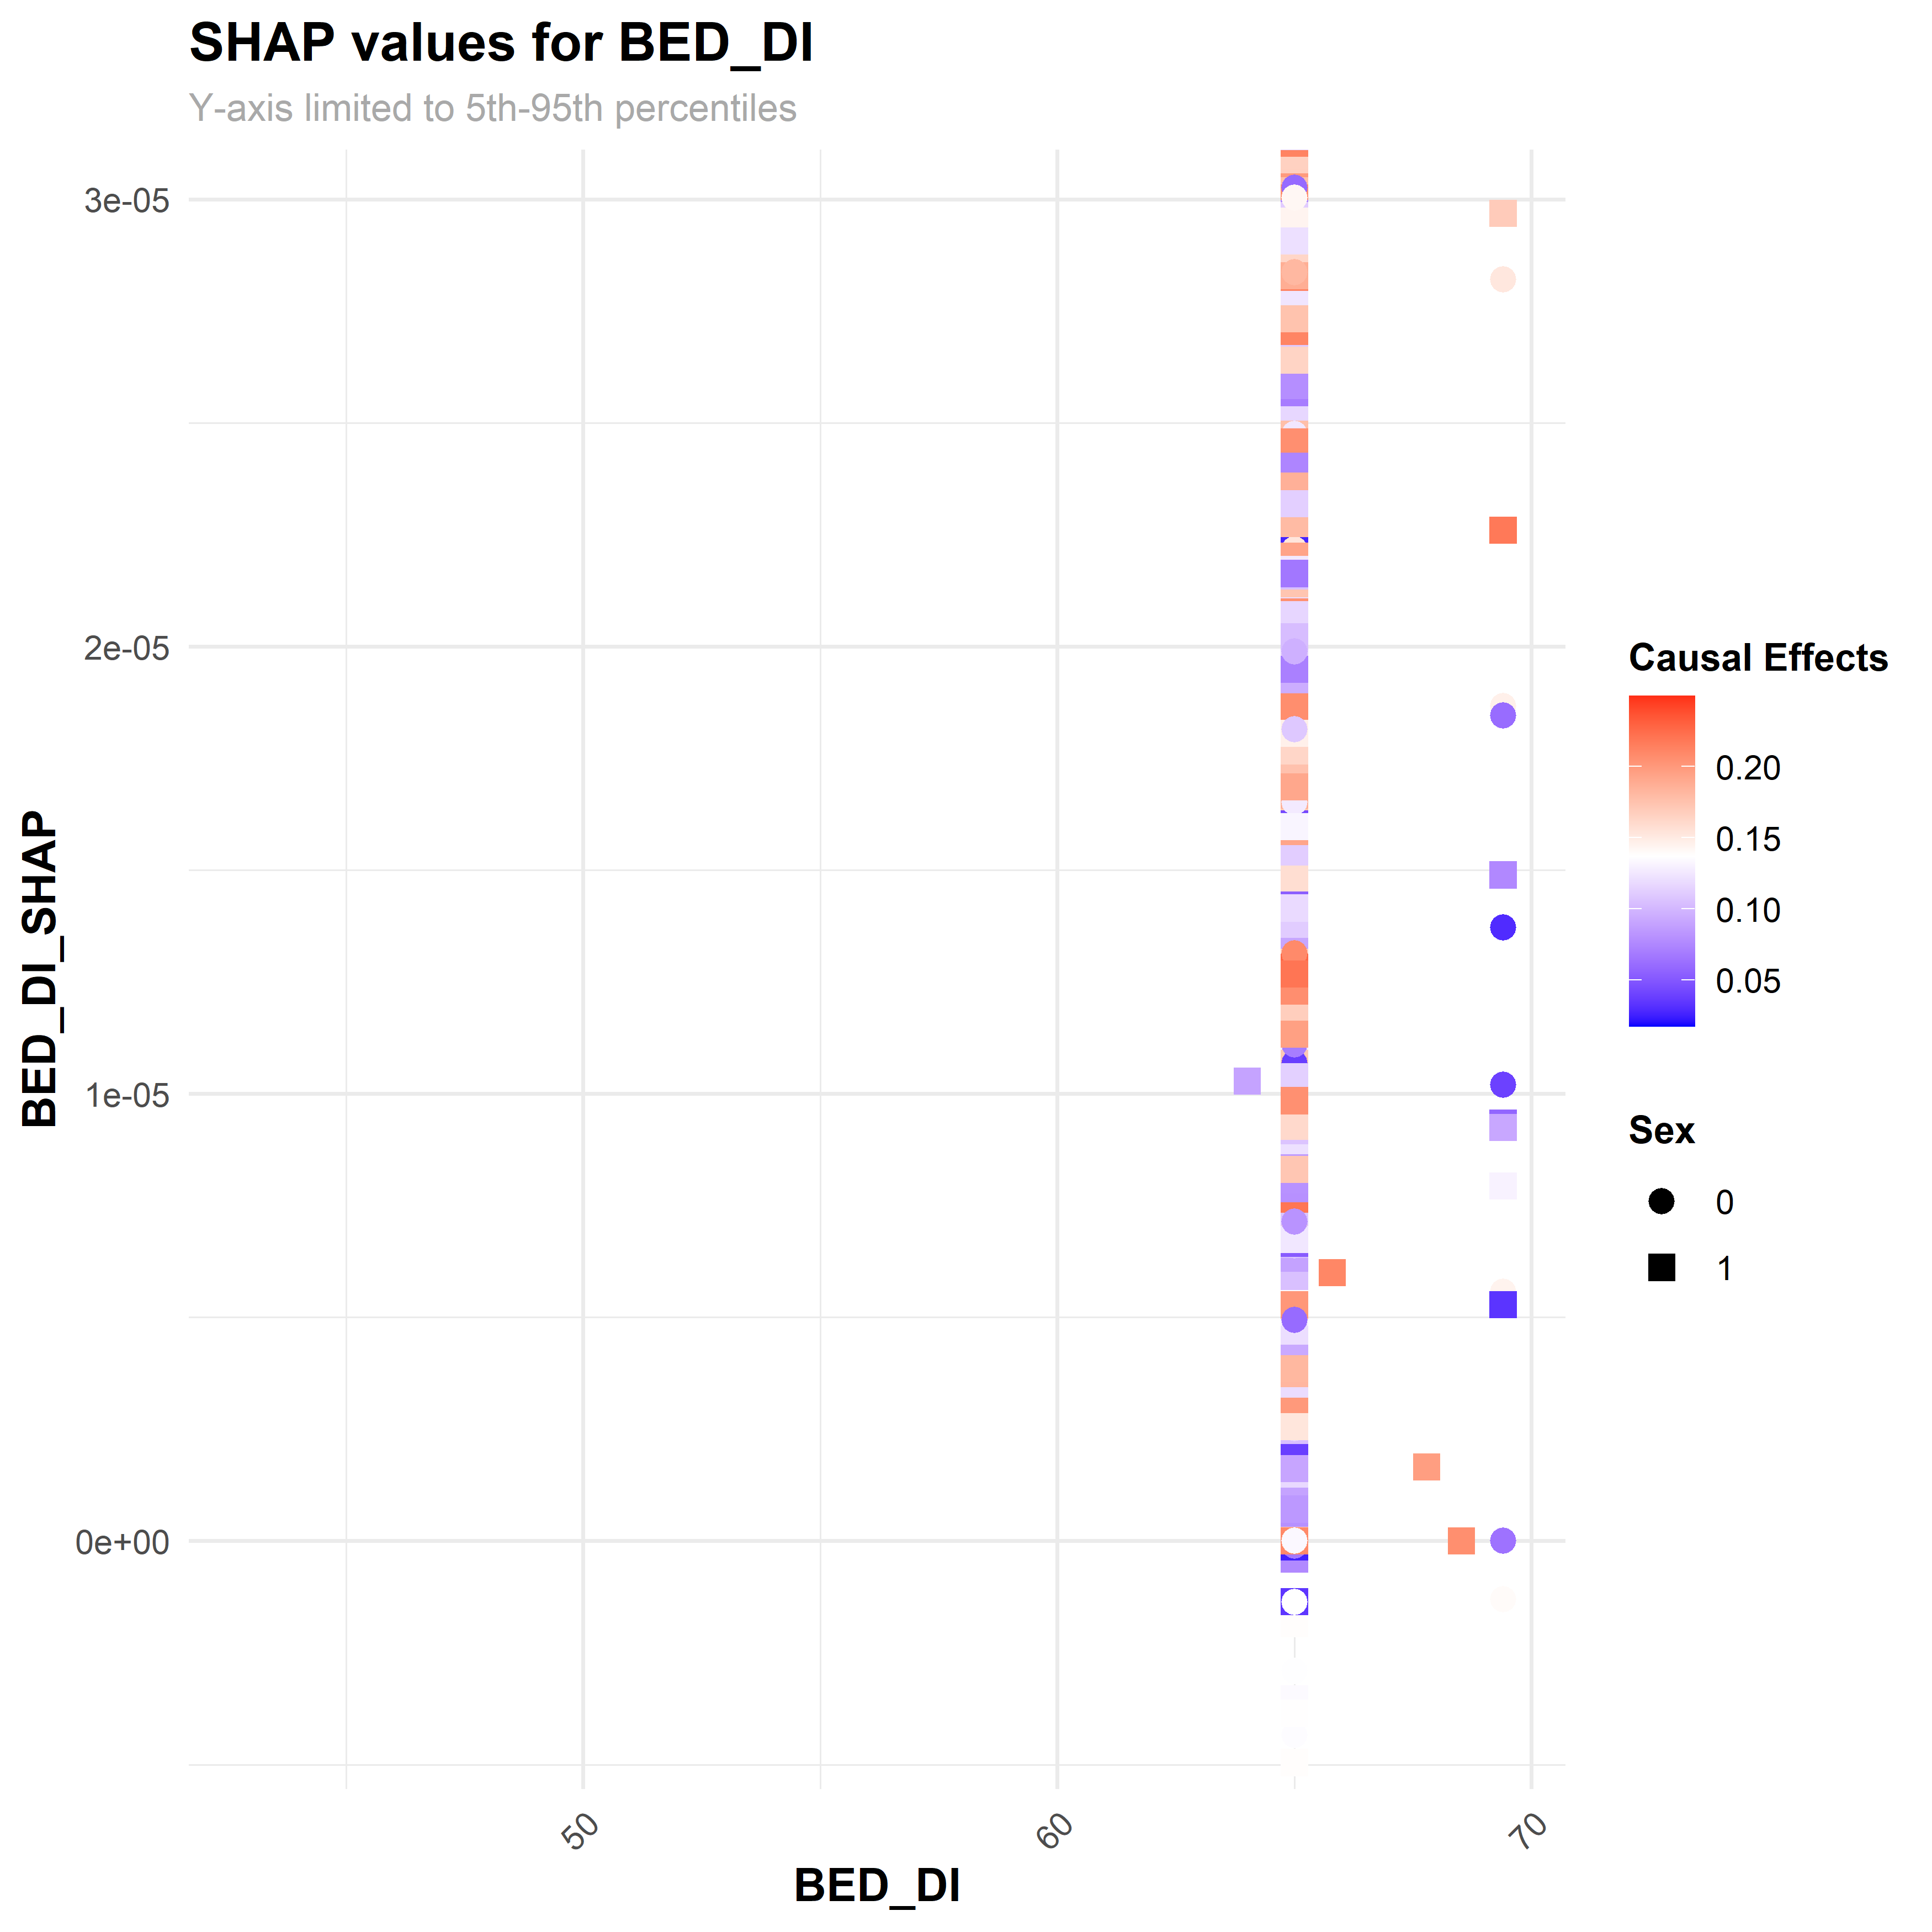 SHAP values for BED_DI
Y-axis limited to 5th-95th percentiles
3e-05
2e-05
1e-05
0e+00
BED_DI_SHAP
50
60
70
BED_DI
Causal Effects
0.20
0.15
0.10
0.05
Sex
0
1